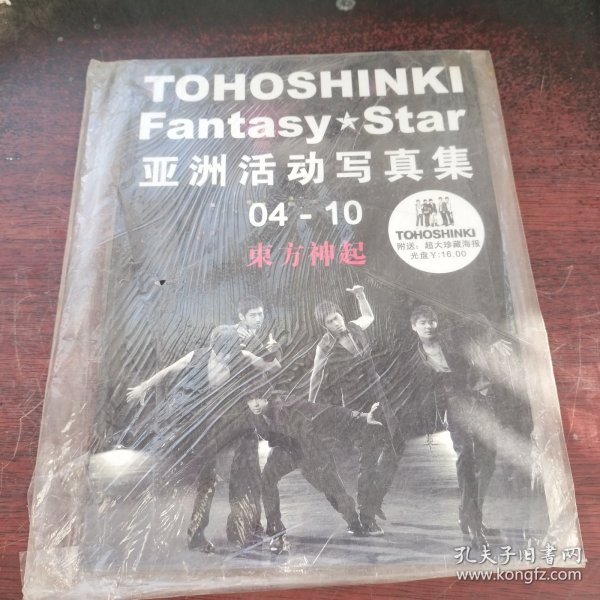 TOHOSHINKI
Fantasy★Star
亚洲活动写真集
04-10
東方神起
TOHOSHINKI
附送：超大珍藏海报
光盘¥:16.00
孔夫子旧书网
www.kongfz.com